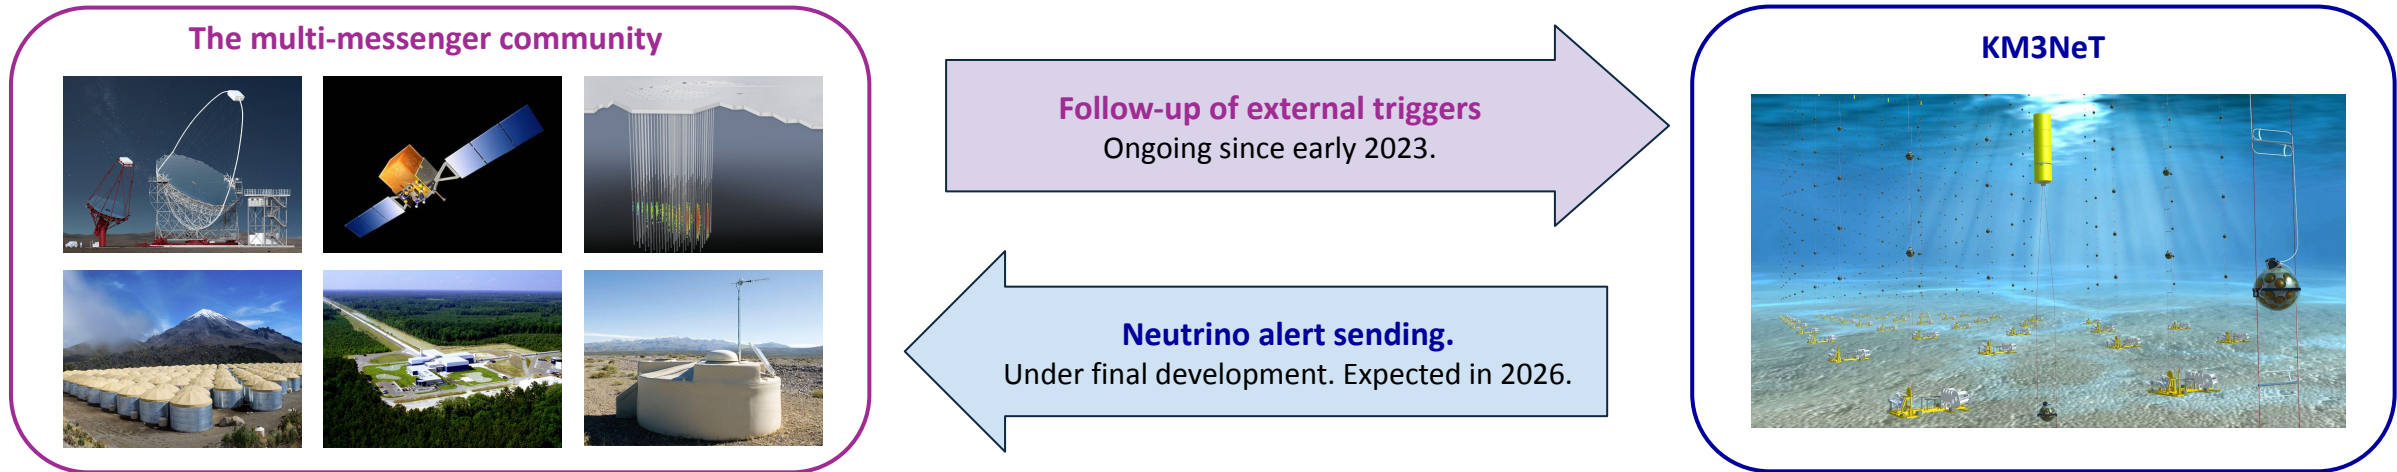 The multi-messenger community
Follow-up of external triggers
Ongoing since early 2023.
Neutrino alert sending.
Under final development. Expected in 2026.
KM3NeT